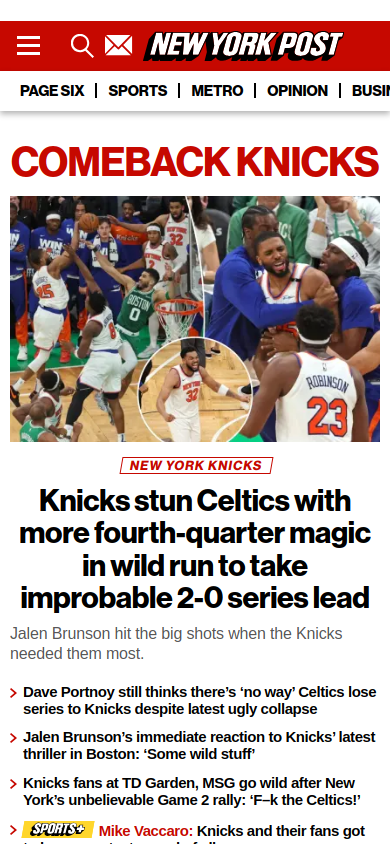 NEW YORK POST
PAGE SIX
SPORTS
METRO
OPINION
BUSIN
COMEBACK KNICKS
WIN
BOSTON
0
45
8
32
32
ROBINSON
23
NEW YORK KNICKS
Knicks stun Celtics with
more fourth-quarter magic
in wild run to take
improbable 2-0 series lead
Jalen Brunson hit the big shots when the Knicks
needed them most.
Dave Portnoy still thinks there’s ‘no way’ Celtics lose
series to Knicks despite latest ugly collapse
Jalen Brunson’s immediate reaction to Knicks’ latest
thriller in Boston: ‘Some wild stuff’
Knicks fans at TD Garden, MSG go wild after New
York’s unbelievable Game 2 rally: ‘F–k the Celtics!’
SPORTS+ Mike Vaccaro: Knicks and their fans got